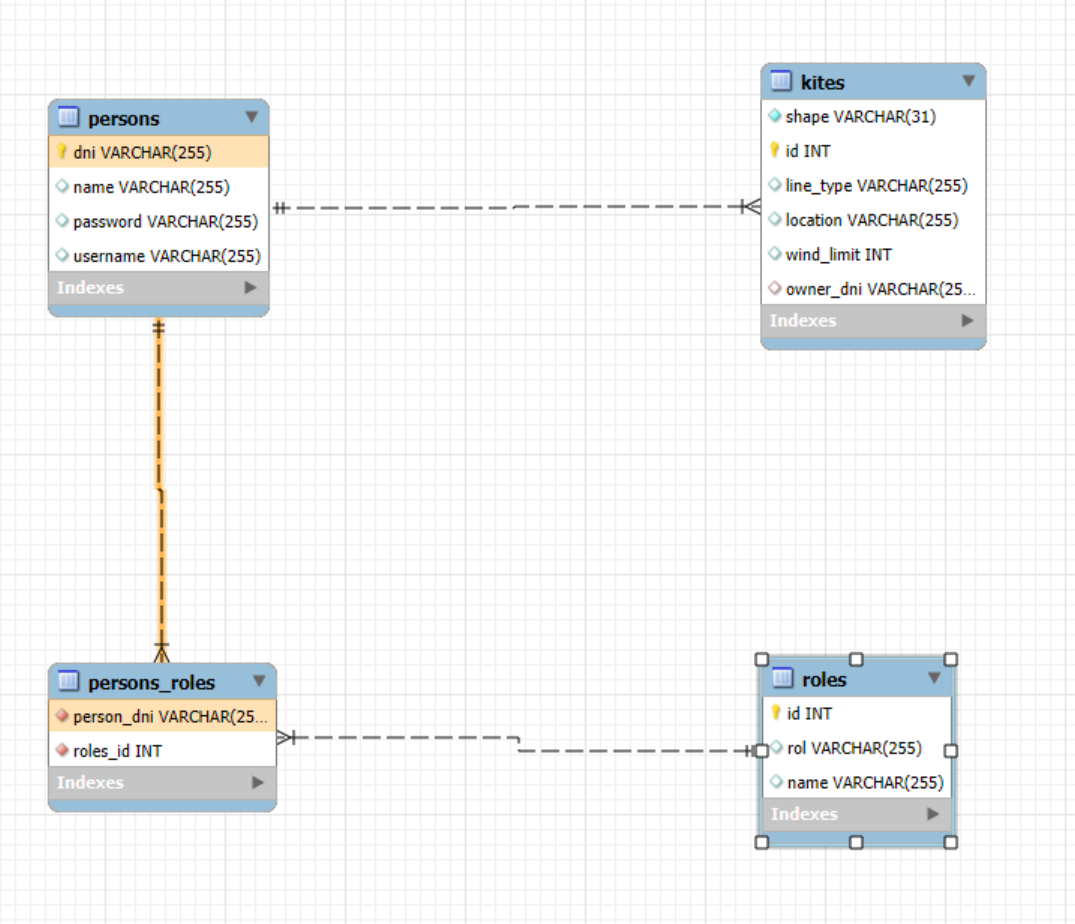 persons
dni VARCHAR(255)
name VARCHAR(255)
password VARCHAR(255)
username VARCHAR(255)
Indexes
kites
shape VARCHAR(31)
id INT
line_type VARCHAR(255)
location VARCHAR(255)
wind_limit INT
owner_dni VARCHAR(25...
Indexes
persons_roles
person_dni VARCHAR(25...
roles_id INT
Indexes
roles
id INT
rol VARCHAR(255)
name VARCHAR(255)
Indexes